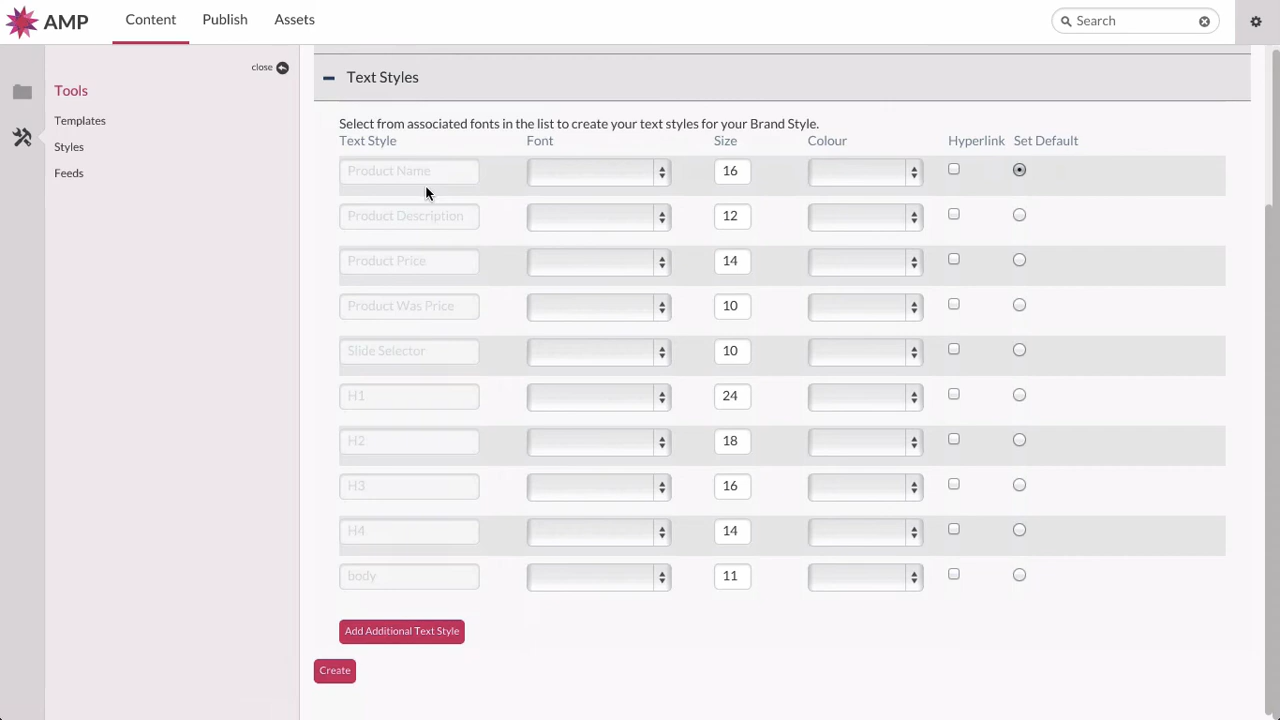 AMP Content Publish Assets Search
close
Tools
Templates
Styles
Feeds
Text Styles
Select from associated fonts in the list to create your text styles for your Brand Style.
Text Style Font Size Colour Hyperlink Set Default
Product Name 16
Product Description 12
Product Price 14
Product Was Price 10
Slide Selector 10
H1 24
H2 18
H3 16
H4 14
body 11
Add Additional Text Style
Create